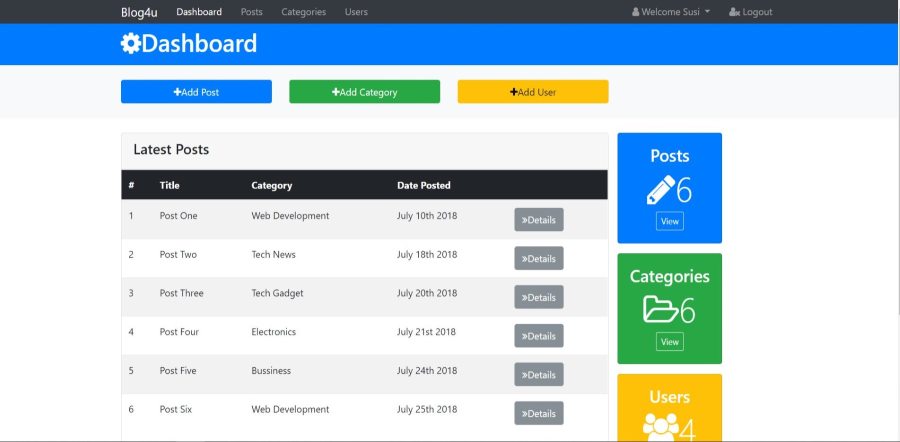 Blog4u Dashboard Posts Categories Users Welcome Susi Logout
Dashboard
Add Post Add Category Add User
Latest Posts
# Title Category Date Posted
1 Post One Web Development July 10th 2018 Details
2 Post Two Tech News July 18th 2018 Details
3 Post Three Tech Gadget July 20th 2018 Details
4 Post Four Electronics July 21st 2018 Details
5 Post Five Bussiness July 24th 2018 Details
6 Post Six Web Development July 25th 2018 Details
Posts
6
View
Categories
6
View
Users
4